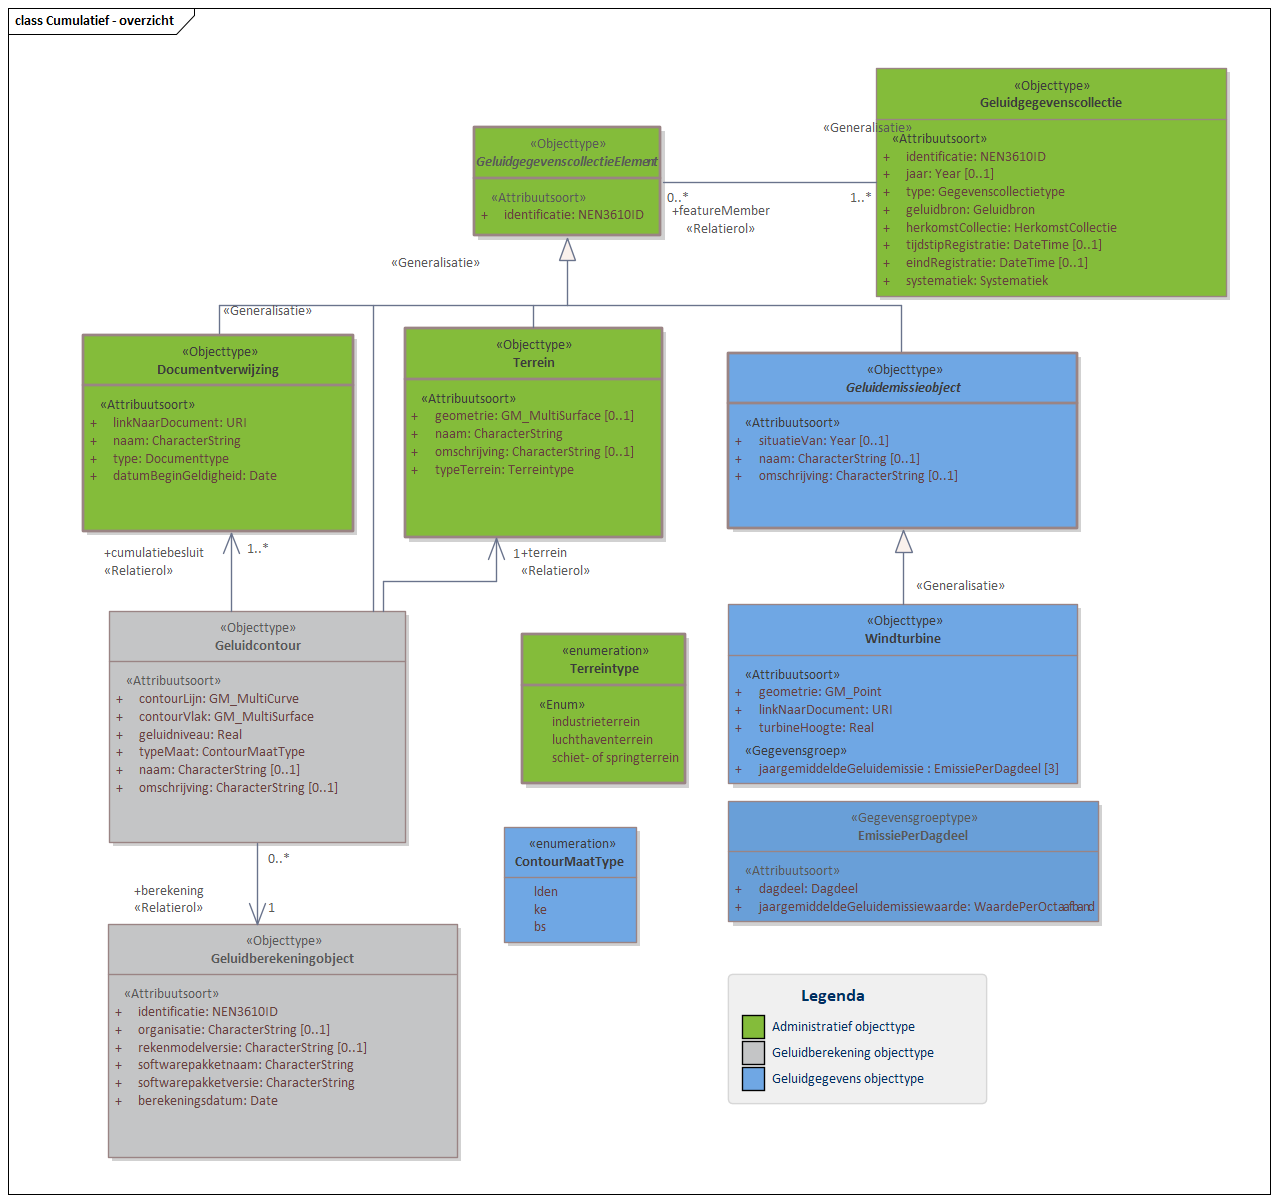 class Cumulatief - overzicht
«Objecttype»
Geluidgegevenscollectie
«Generalisatie»
«Attribuutsoort»
+ identificatie: NEN3610ID
+ jaar: Year [0..1]
+ type: Gegevenscollectietype
+ geluidbron: Geluidbron
+ herkomstCollectie: HerkomstCollectie
+ tijdstipRegistratie: DateTime [0..1]
+ eindRegistratie: DateTime [0..1]
+ systematiek: Systematiek
«Objecttype»
GeluidgegevenscollectieElement
«Attribuutsoort»
+ identificatie: NEN3610ID
0..*
+featureMember
«Relatierol»
1..*
«Generalisatie»
«Generalisatie»
«Objecttype»
Documentverwijzing
«Attribuutsoort»
+ linkNaarDocument: URI
+ naam: CharacterString
+ type: Documenttype
+ datumBeginGeldigheid: Date
«Objecttype»
Terrein
«Attribuutsoort»
+ geometrie: GM_MultiSurface [0..1]
+ naam: CharacterString
+ omschrijving: CharacterString [0..1]
+ typeTerrein: Terreintype
«Objecttype»
Geluidemissieobject
«Attribuutsoort»
+ situatieVan: Year [0..1]
+ naam: CharacterString [0..1]
+ omschrijving: CharacterString [0..1]
+cumulatiebesluit
«Relatierol»
1..*
1 +terrein
«Relatierol»
«Generalisatie»
«Objecttype»
Geluidcontour
«Attribuutsoort»
+ contourLijn: GM_MultiCurve
+ contourVlak: GM_MultiSurface
+ geluidniveau: Real
+ typeMaat: ContourMaatType
+ naam: CharacterString [0..1]
+ omschrijving: CharacterString [0..1]
«enumeration»
Terreintype
«Enum»
industrieterrein
luchthaventerrein
schiet- of springterrein
«Objecttype»
Windturbine
«Attribuutsoort»
+ geometrie: GM_Point
+ linkNaarDocument: URI
+ turbineHoogte: Real
«Gegevensgroep»
+ jaargemiddeldeGeluidemissie : EmissiePerDagdeel [3]
«Gegevensgroeptype»
EmissiePerDagdeel
«Attribuutsoort»
+ dagdeel: Dagdeel
+ jaargemiddeldeGeluidemissiewaarde: WaardePerOctaafband
«enumeration»
ContourMaatType
lden
ke
bs
0..*
+berekening
«Relatierol»
1
«Objecttype»
Geluidberekeningobject
«Attribuutsoort»
+ identificatie: NEN3610ID
+ organisatie: CharacterString [0..1]
+ rekenmodelversie: CharacterString [0..1]
+ softwarepakketnaam: CharacterString
+ softwarepakketversie: CharacterString
+ berekeningsdatum: Date
Legenda
Administratief objecttype
Geluidberekening objecttype
Geluidgegevens objecttype